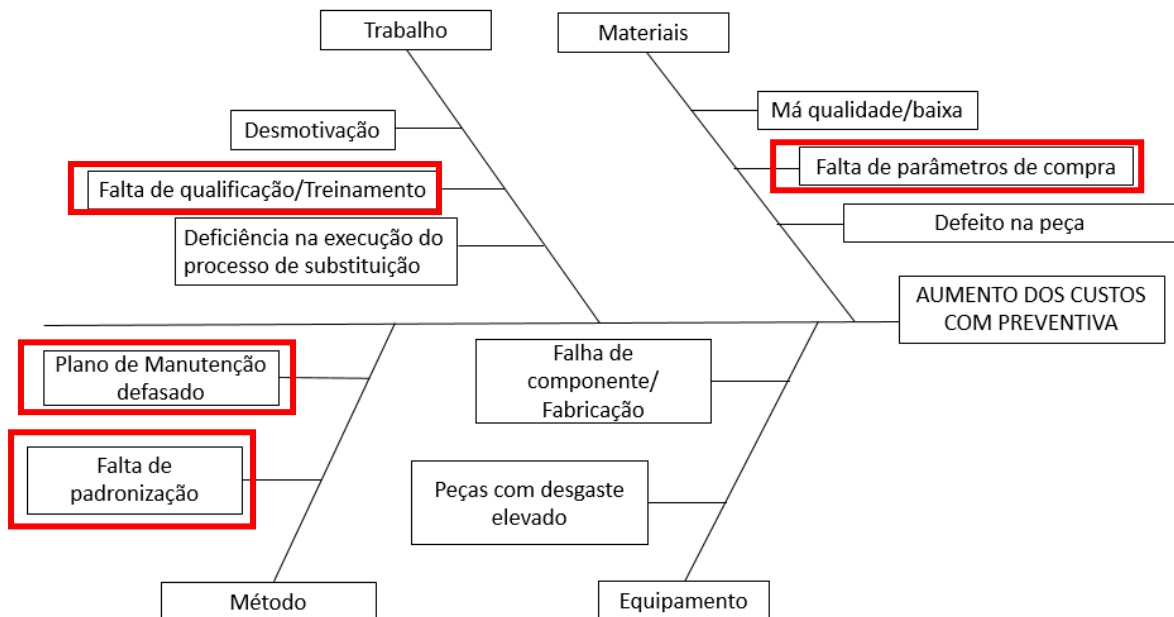 Trabalho
Materiais
Desmotivação
Falta de qualificação/Treinamento
Deficiência na execução do
processo de substituição
Má qualidade/baixa
Falta de parâmetros de compra
Defeito na peça
AUMENTO DOS CUSTOS
COM PREVENTIVA
Plano de Manutenção
defasado
Falta de
padronização
Falha de
componente/
Fabricação
Peças com desgaste
elevado
Método
Equipamento